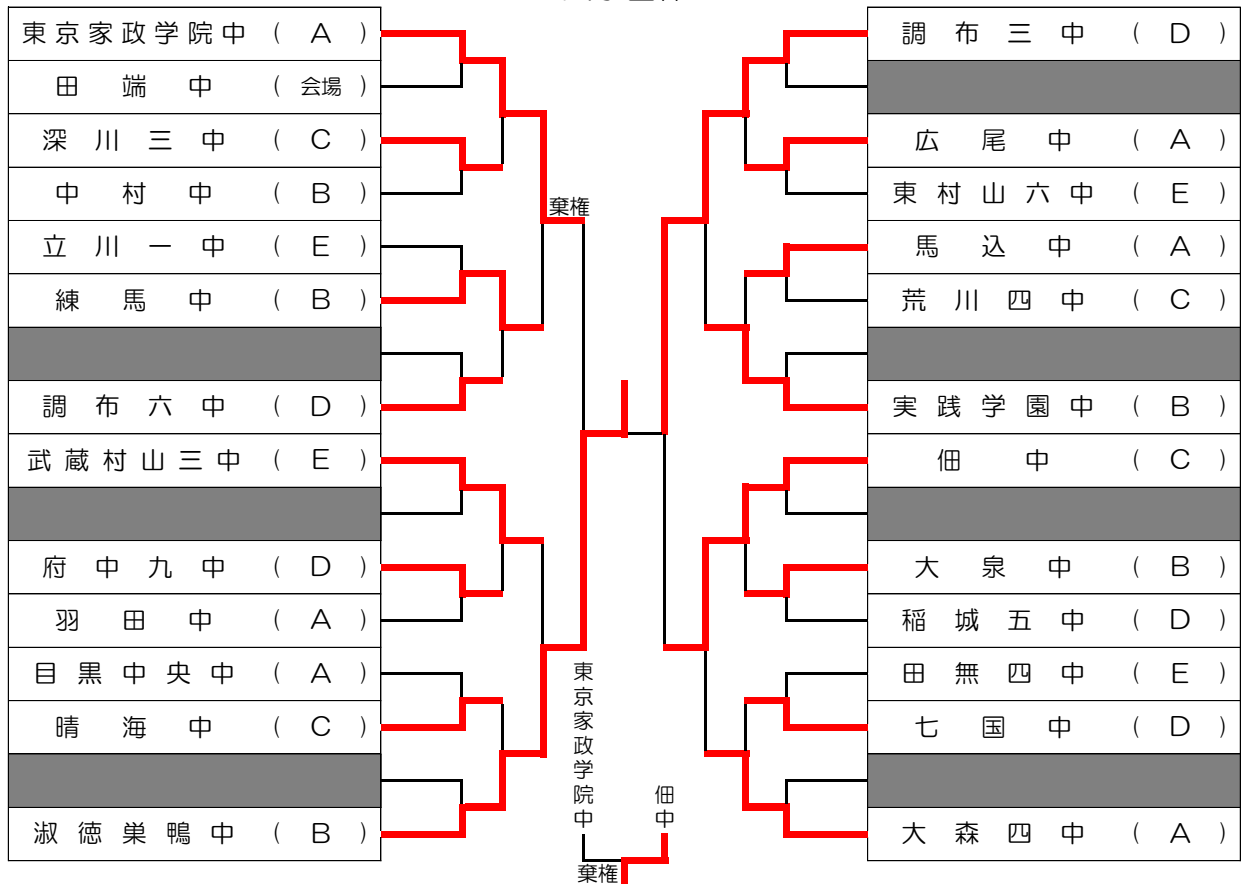 東京家政学院中 ( A )
田端中 ( 会場 )
深川三中 ( C )
中村中 ( B )
立川一中 ( E )
練馬中 ( B )
調布六中 ( D )
武蔵村山三中 ( E )
府中九中 ( D )
羽田中 ( A )
目黒中央中 ( A )
晴海中 ( C )
淑徳巣鴨中 ( B )
棄権
東京家政学院中
佃中
棄権
調布三中 ( D )
広尾中 ( A )
東村山六中 ( E )
馬込中 ( A )
荒川四中 ( C )
実践学園中 ( B )
佃中 ( C )
大泉中 ( B )
稲城五中 ( D )
田無四中 ( E )
七国中 ( D )
大森四中 ( A )